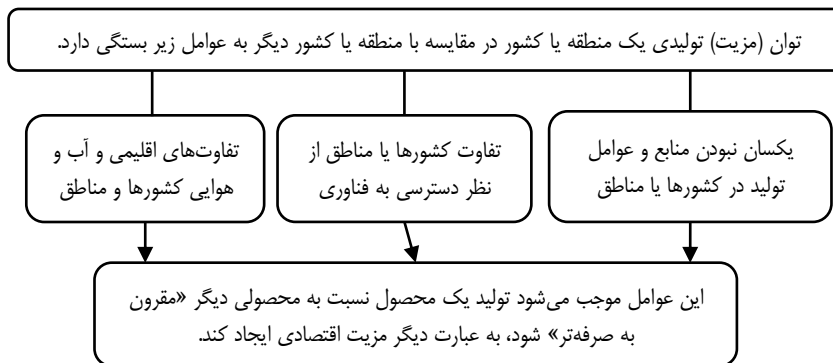 توان (مزیت) تولیدی یک منطقه یا کشور در مقایسه با منطقه یا کشور دیگر به عوامل زیر بستگی دارد.
یکسان نبودن منابع و عوامل
تولید در کشورها یا مناطق
تفاوت کشورها یا مناطق از
نظر دسترسی به فناوری
تفاوت‌های اقلیمی و آب و
هوایی کشورها و مناطق
این عوامل موجب می‌شود تولید یک محصول نسبت به محصولی دیگر «مقرون
به صرفه‌تر» شود، به عبارت دیگر مزیت اقتصادی ایجاد کند.